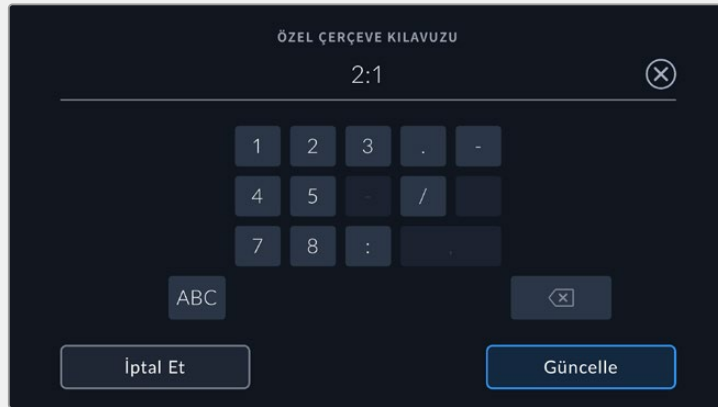 ÖZEL ÇERÇEVE KILAVUZU
2:1
1 2 3 . -
4 5 - /
7 8 : .
ABC
İptal Et Güncelle